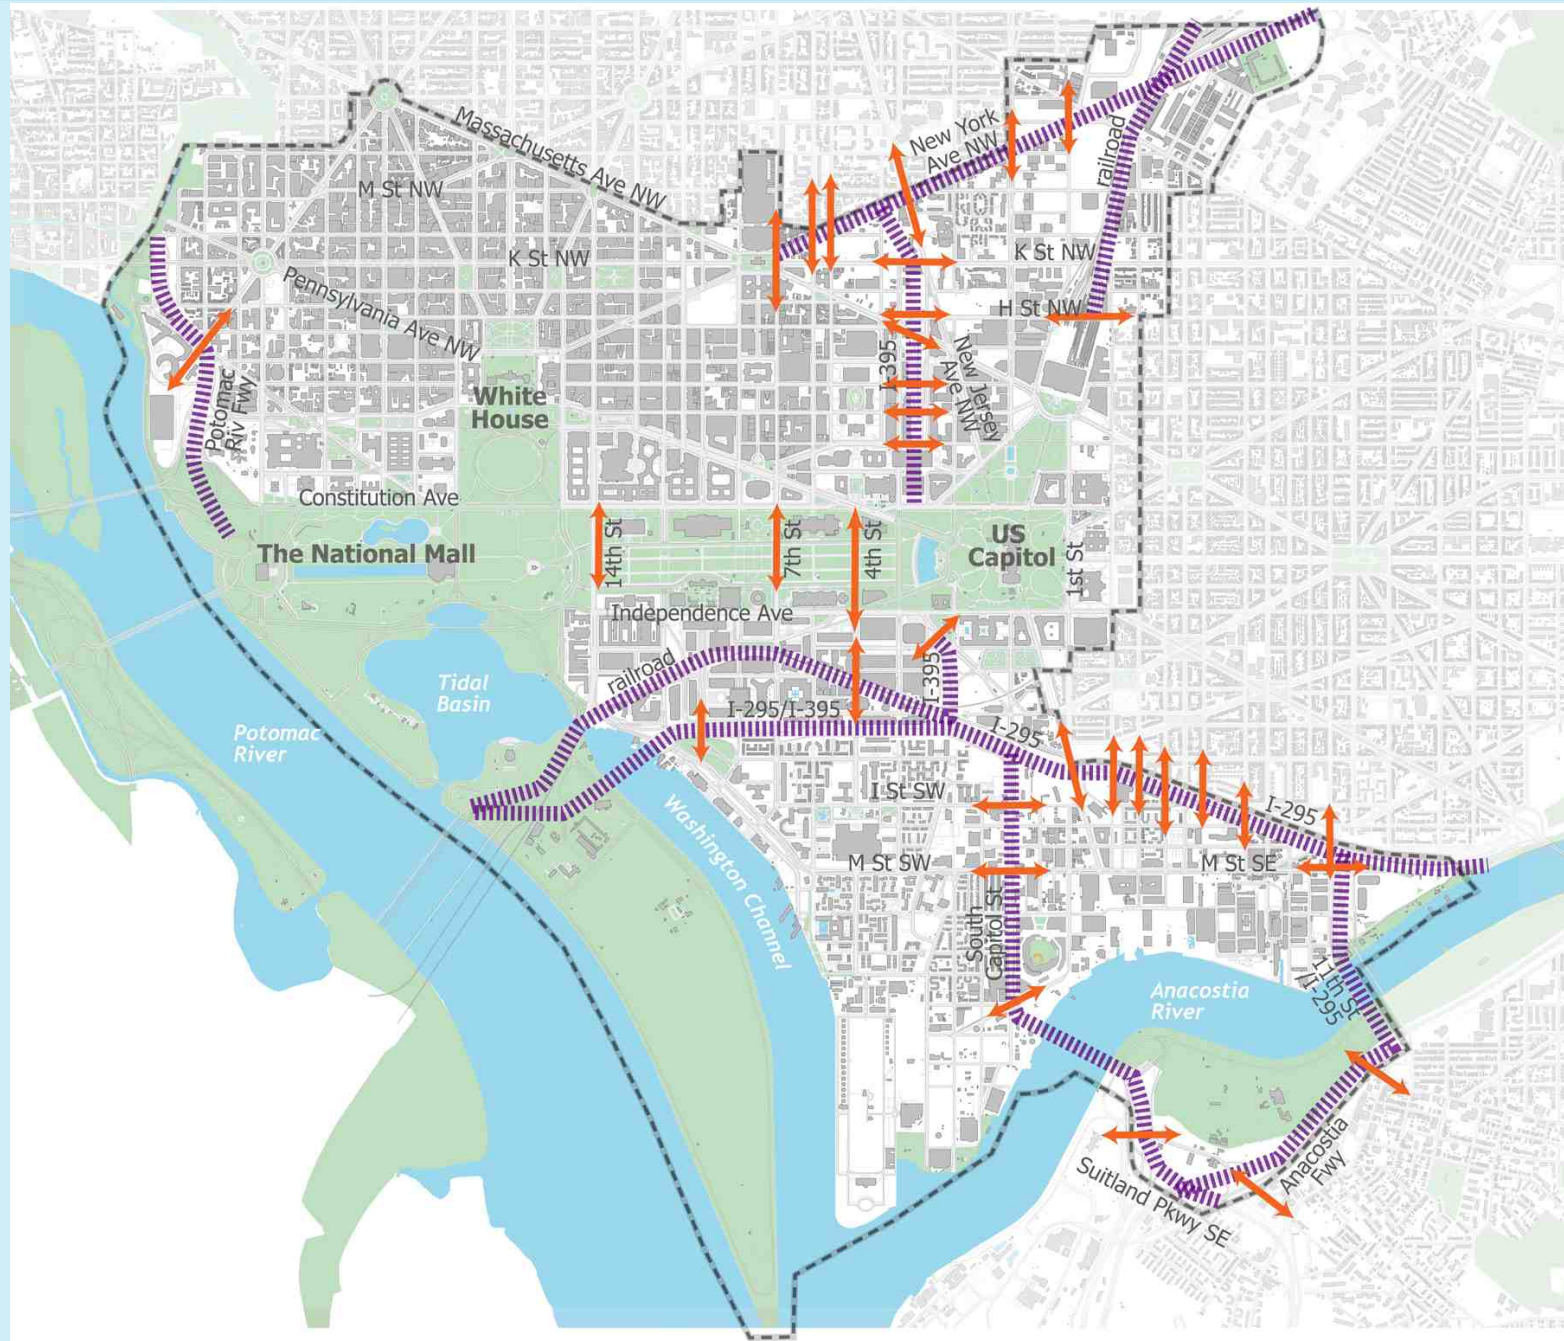 Massachusetts Ave NW
New York
Ave NW
railroad
M St NW
K St NW
K St NW
Pennsylvania Ave NW
H St NW
I-395
New Jersey
Ave NW
Potomac
Riv Fwy
White
House
Constitution Ave
The National Mall
14th St
7th St
4th St
US
Capitol
1st St
Independence Ave
railroad
I-395
Tidal
Basin
I-295/I-395
I-295
Potomac
River
I St SW
Washington Channel
I-295
M St SW
M St SE
South
Capitol St
11th St
/I-295
Anacostia
River
Anacostia
Fwy
Suitland Pkwy SE